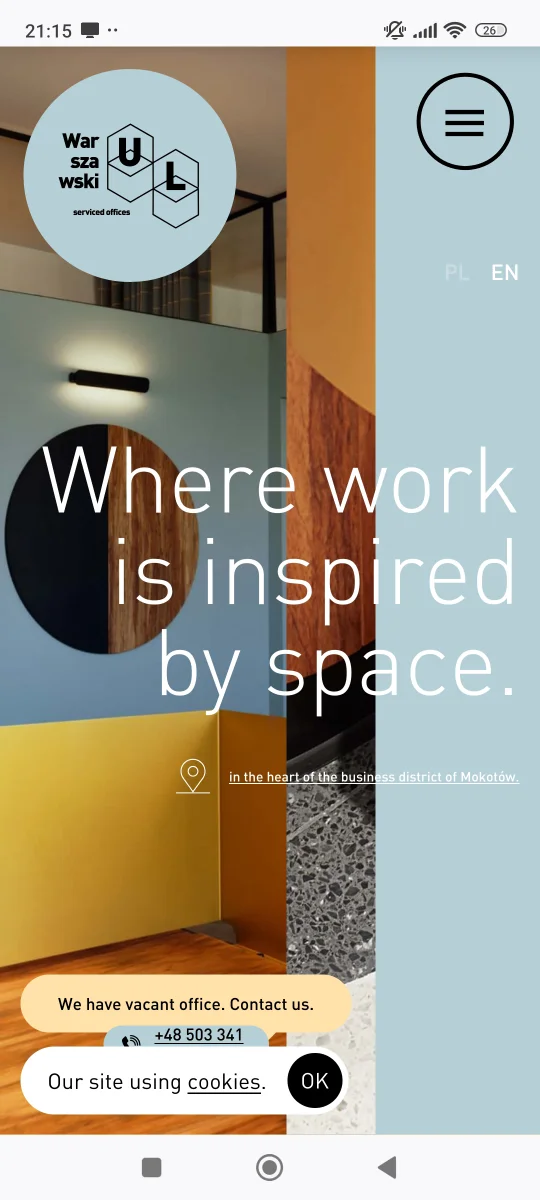 21:15
26
War
sza
wski
U
L
serviced offices
PL EN
Where work
is inspired
by space.
in the heart of the business district of Mokotów.
We have vacant office. Contact us.
+48 503 341
Our site using cookies. OK